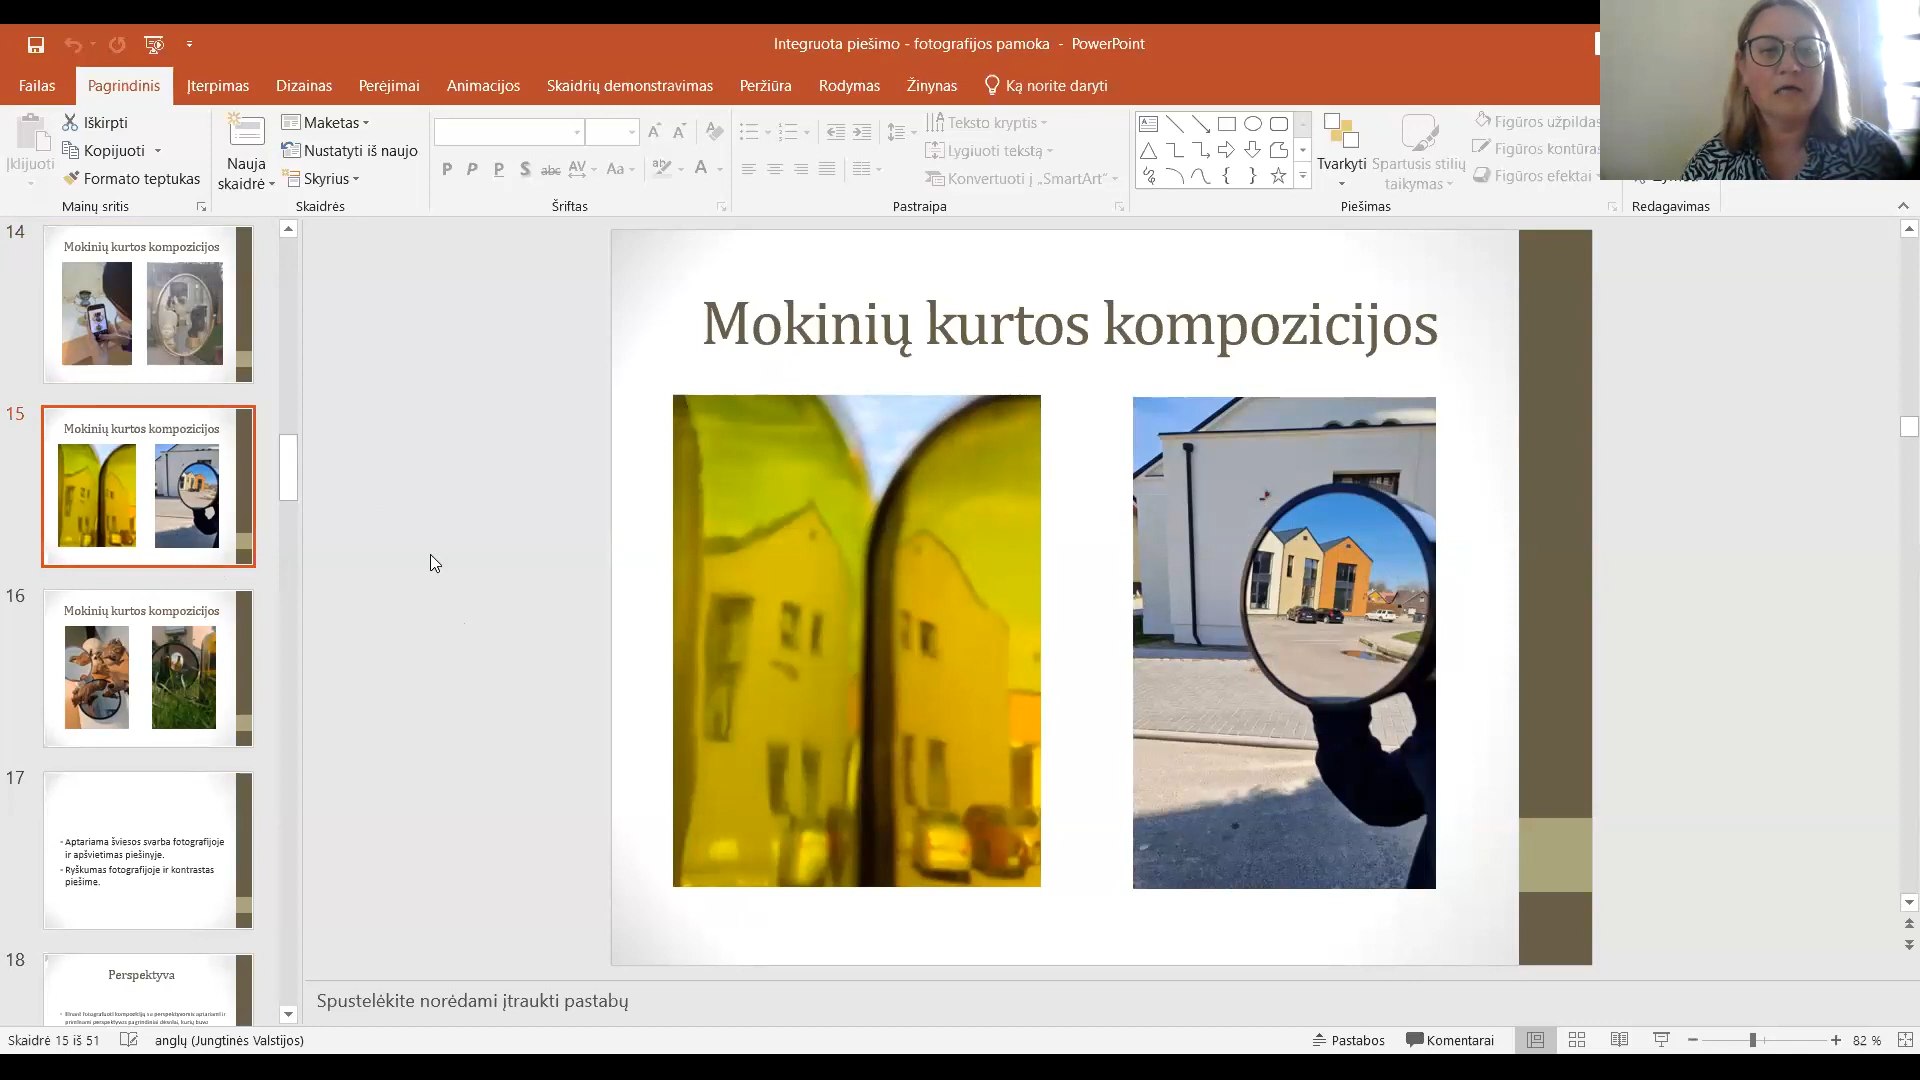 Integruota piešimo - fotografijos pamoka - PowerPoint
Failas Pagrindinis Įterpimas Dizainas Perėjimai Animacijos Skaidrių demonstravimas Peržiūra Rodymas Žinynas Ką norite daryti
Įklijuoti
Iškirpti
Kopijuoti
Formato teptukas
Mainų sritis
Nauja
skaidrė
Maketas
Nustatyti iš naujo
Skyrius
Skaidrės
P P P S abc AV Aa A
Šriftas
Teksto kryptis
Lygiuoti tekstą
Konvertuoti į „SmartArt“
Pastraipa
Tvarkyti
Spartusis stilių
taikymas
Figūros užpildas
Figūros kontūras
Figūros efektai
Piešimas
Redagavimas
14
Mokinių kurtos kompozicijos
15
Mokinių kurtos kompozicijos
16
Mokinių kurtos kompozicijos
17
Aptariama šviesos svarba fotografijoje
ir apšvietimas piešinyje.
Ryškumas fotografijoje ir kontrastas
piešime.
18
Perspektyva
Mokinių kurtos kompozicijos
Spustelėkite norėdami įtraukti pastabų
Skaidrė 15 iš 51 anglų (Jungtinės Valstijos) Pastabos Komentarai 82 %